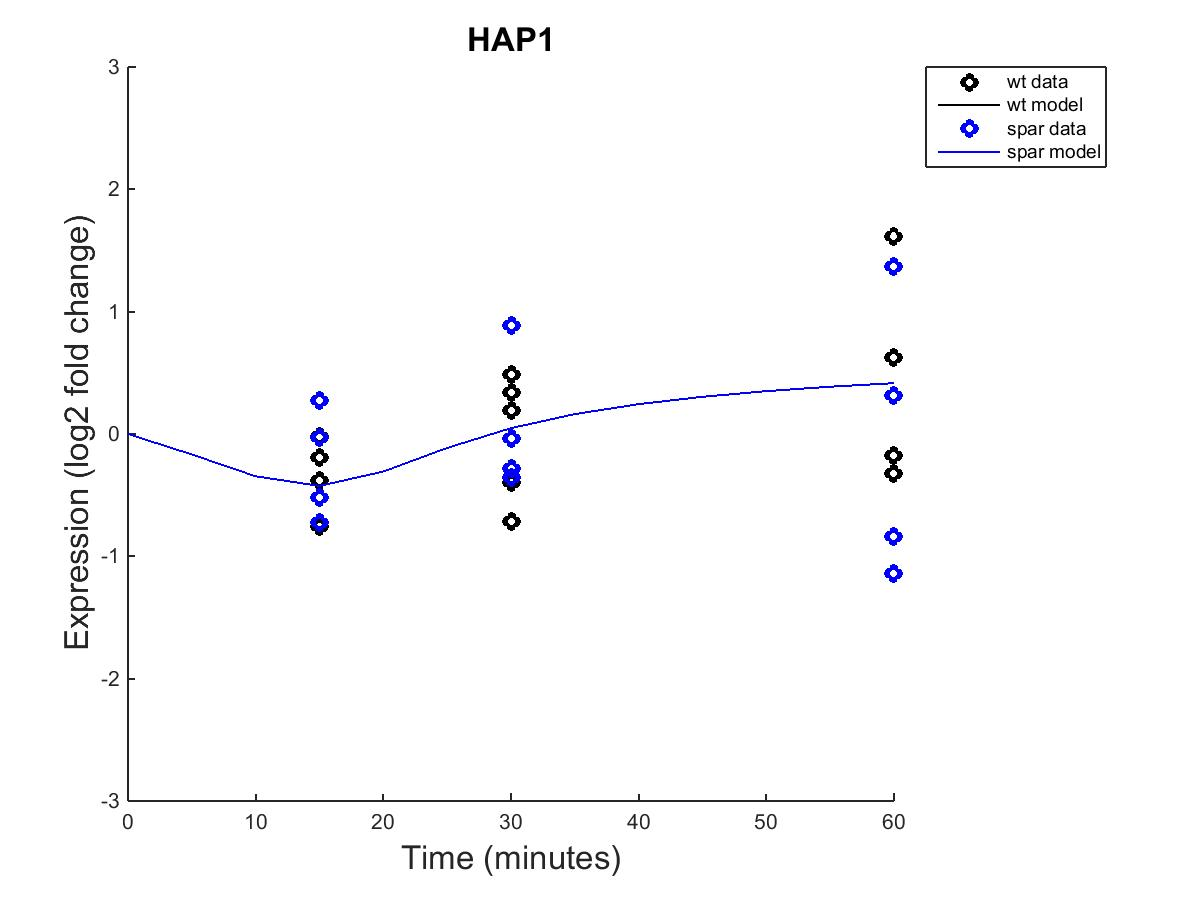 HAP1
3
2
1
0
-1
-2
-3
Expression (log2 fold change)
0 10 20 30 40 50 60
Time (minutes)
wt data
wt model
spar data
spar model